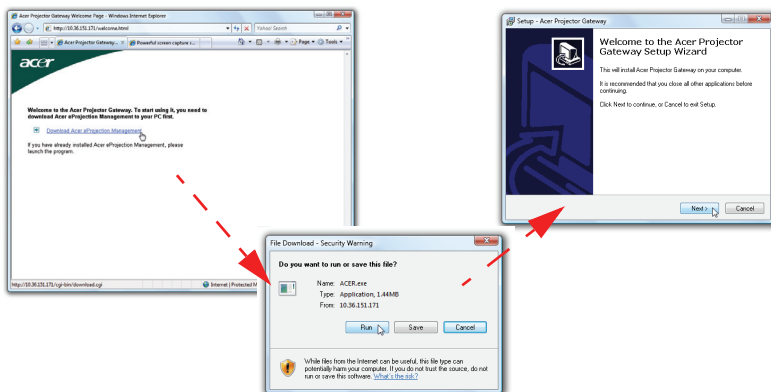 Acer Projector Gateway Welcome Page - Windows Internet Explorer
http://10.36.151.171/welcome.html
Yahoo! Search
Acer Projector Gateway...
Powerful screen capture s...
Page
Tools
acer
Welcome to the Acer Projector Gateway. To start using it, you need to
download Acer eProjection Management to your PC first.
Download Acer eProjection Management
If you have already installed Acer eProjection Management, please
launch the program.
http://10.36.151.171/cgi-bin/download.cgi
Internet | Protected M
File Download - Security Warning
Do you want to run or save this file?
Name: ACER.exe
Type: Application, 1.44MB
From: 10.36.151.171
Run
Save
Cancel
While files from the Internet can be useful, this file type can
potentially harm your computer. If you do not trust the source, do not
run or save this software. What's the risk?
Setup - Acer Projector Gateway
Welcome to the Acer Projector
Gateway Setup Wizard
This will install Acer Projector Gateway on your computer.
It is recommended that you close all other applications before
continuing.
Click Next to continue, or Cancel to exit Setup.
Next >
Cancel